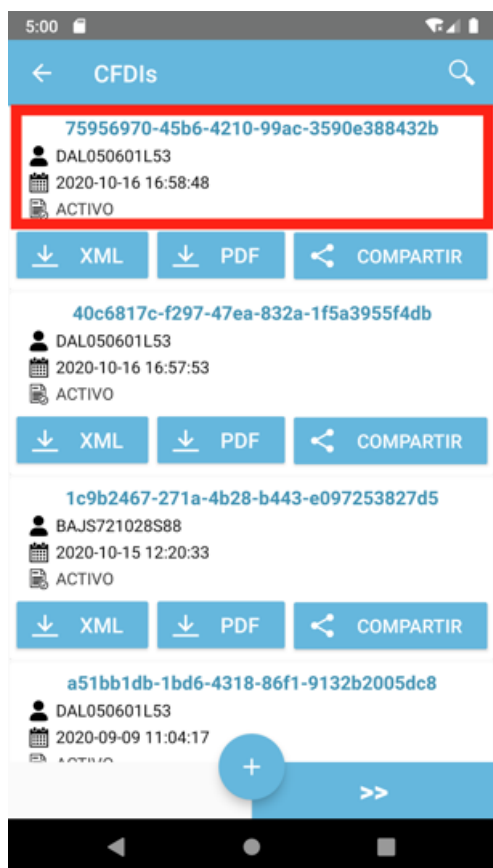 5:00
CFDIs
75956970-45b6-4210-99ac-3590e388432b
DAL050601L53
2020-10-16 16:58:48
ACTIVO
XML PDF COMPARTIR
40c6817c-f297-47ea-832a-1f5a3955f4db
DAL050601L53
2020-10-16 16:57:53
ACTIVO
XML PDF COMPARTIR
1c9b2467-271a-4b28-b443-e097253827d5
BAJS721028S88
2020-10-15 12:20:33
ACTIVO
XML PDF COMPARTIR
a51bb1db-1bd6-4318-86f1-9132b2005dc8
DAL050601L53
2020-09-09 11:04:17
+
>>